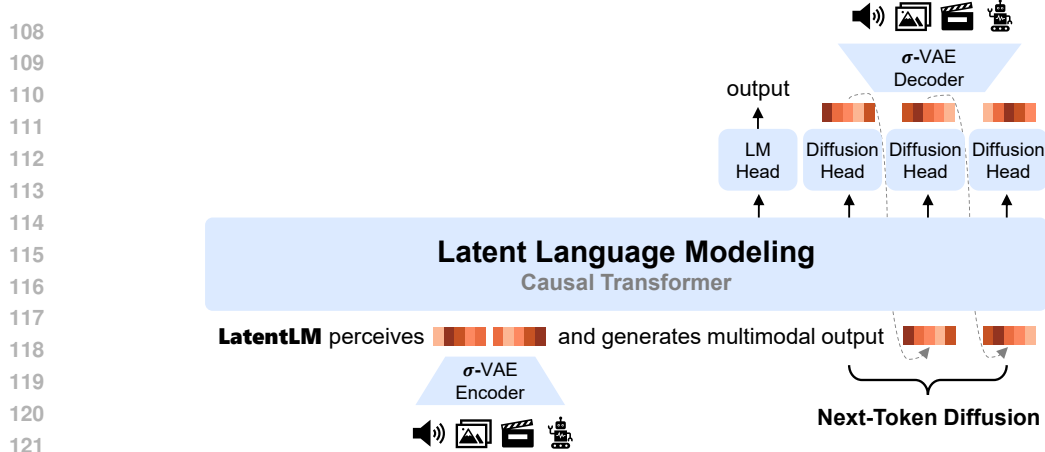 108
109
110
111
112
113
114
115
116
117
118
119
120
121
σ-VAE
Decoder
output
LM
Head
Diffusion
Head
Diffusion
Head
Diffusion
Head
Latent Language Modeling
Causal Transformer
LatentLM perceives and generates multimodal output
σ-VAE
Encoder
Next-Token Diffusion